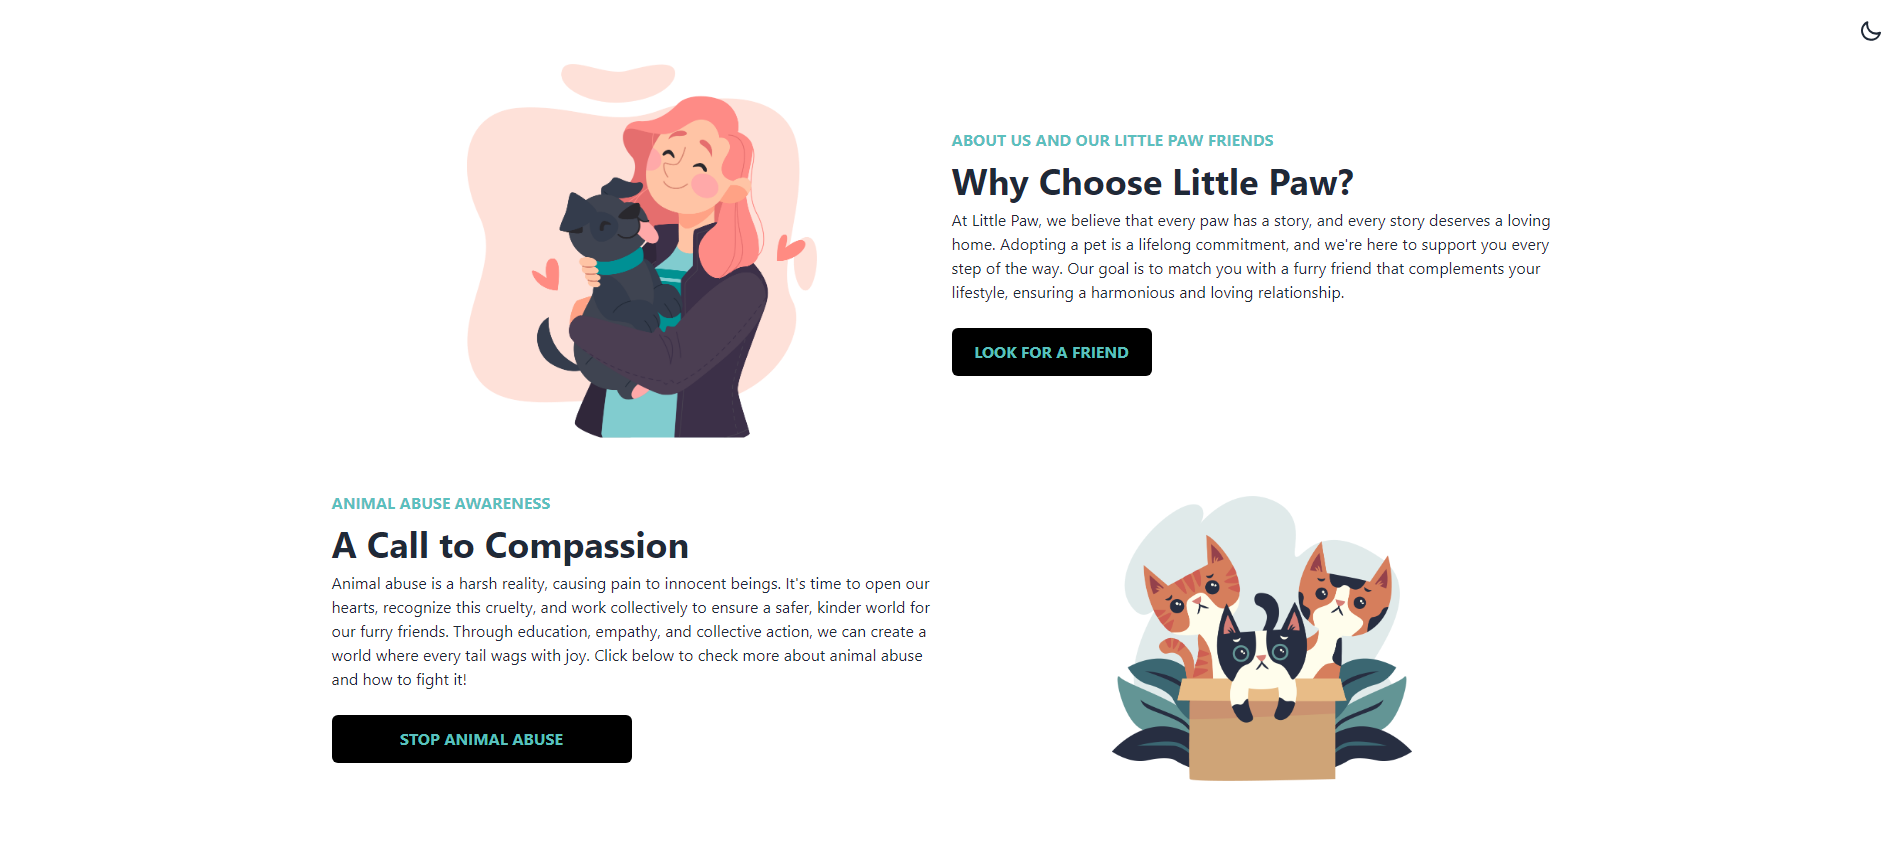 ABOUT US AND OUR LITTLE PAW FRIENDS
Why Choose Little Paw?
At Little Paw, we believe that every paw has a story, and every story deserves a loving
home. Adopting a pet is a lifelong commitment, and we're here to support you every
step of the way. Our goal is to match you with a furry friend that complements your
lifestyle, ensuring a harmonious and loving relationship.
LOOK FOR A FRIEND
ANIMAL ABUSE AWARENESS
A Call to Compassion
Animal abuse is a harsh reality, causing pain to innocent beings. It's time to open our
hearts, recognize this cruelty, and work collectively to ensure a safer, kinder world for
our furry friends. Through education, empathy, and collective action, we can create a
world where every tail wags with joy. Click below to check more about animal abuse
and how to fight it!
STOP ANIMAL ABUSE